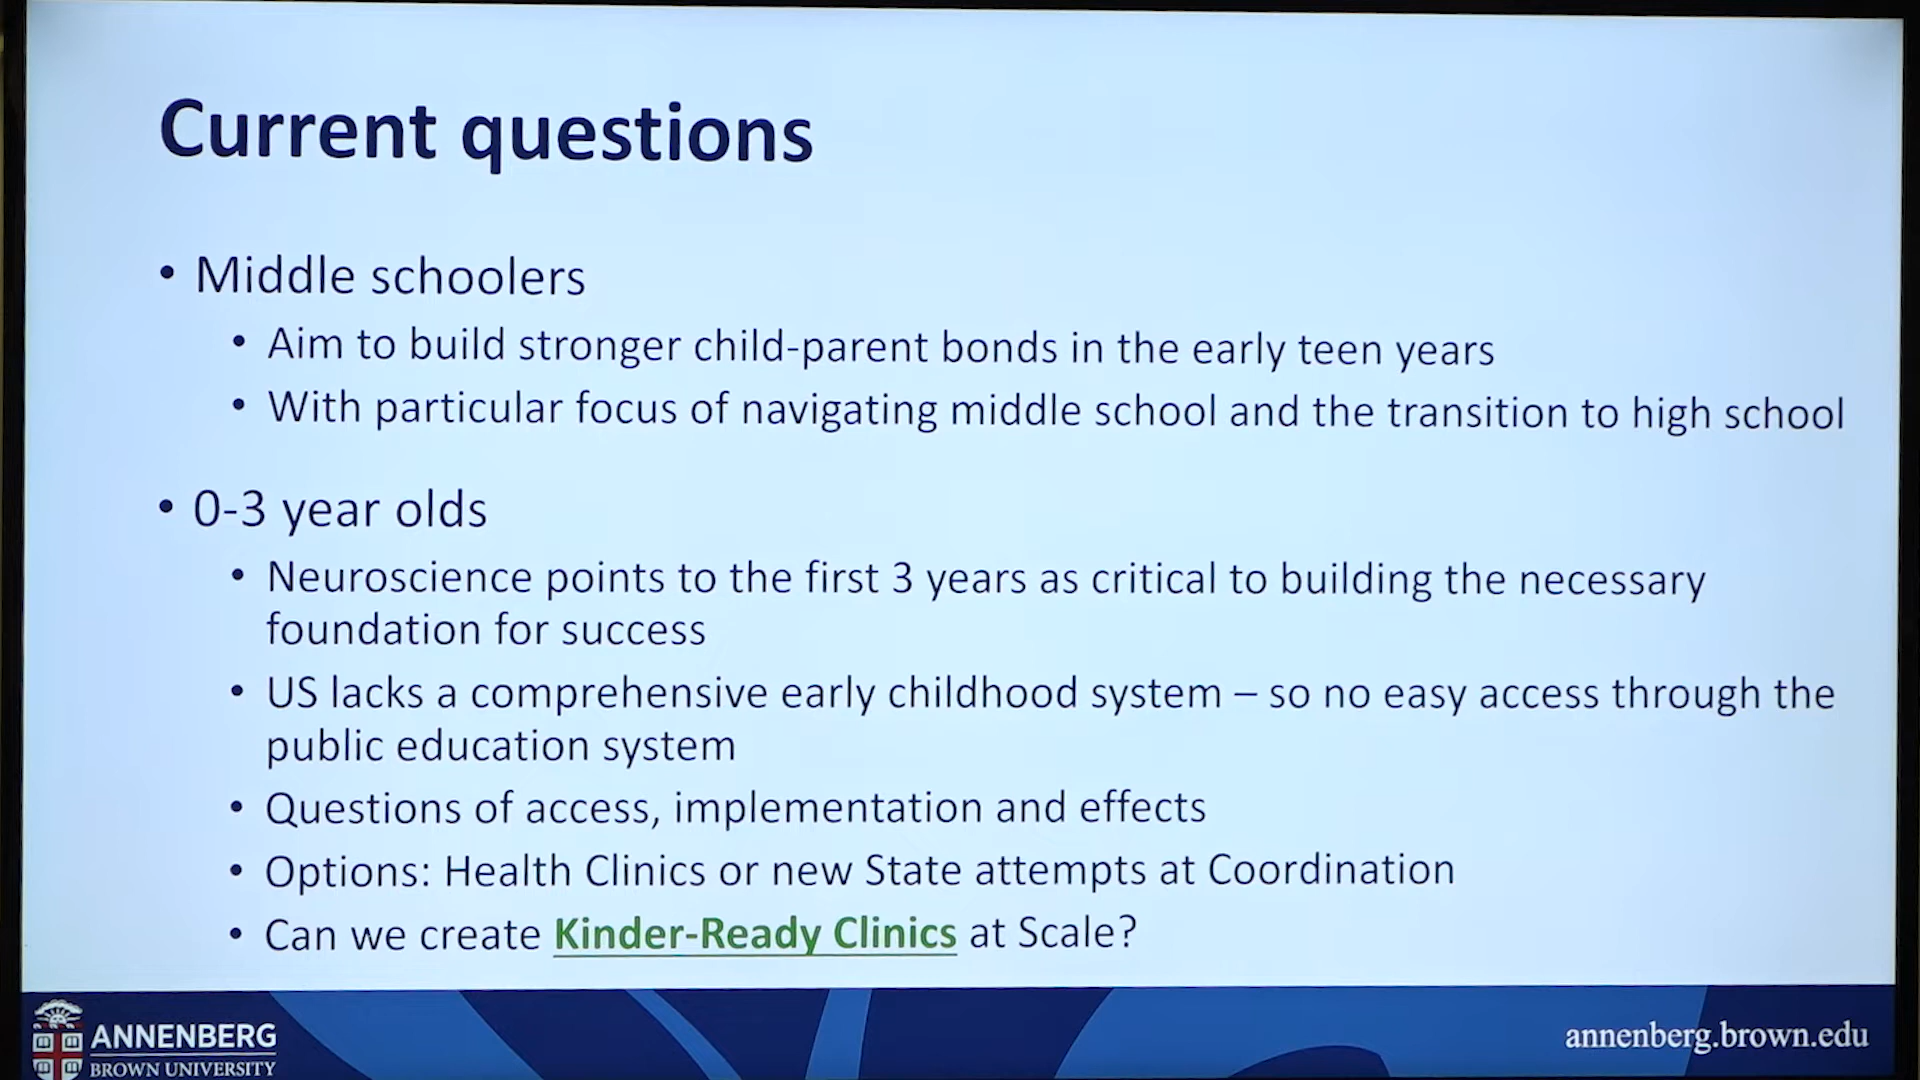 Current questions
• Middle schoolers
• Aim to build stronger child-parent bonds in the early teen years
• With particular focus of navigating middle school and the transition to high school
• 0-3 year olds
• Neuroscience points to the first 3 years as critical to building the necessary
foundation for success
• US lacks a comprehensive early childhood system – so no easy access through the
public education system
• Questions of access, implementation and effects
• Options: Health Clinics or new State attempts at Coordination
• Can we create Kinder-Ready Clinics at Scale?
ANNENBERG
BROWN UNIVERSITY
annenberg.brown.edu